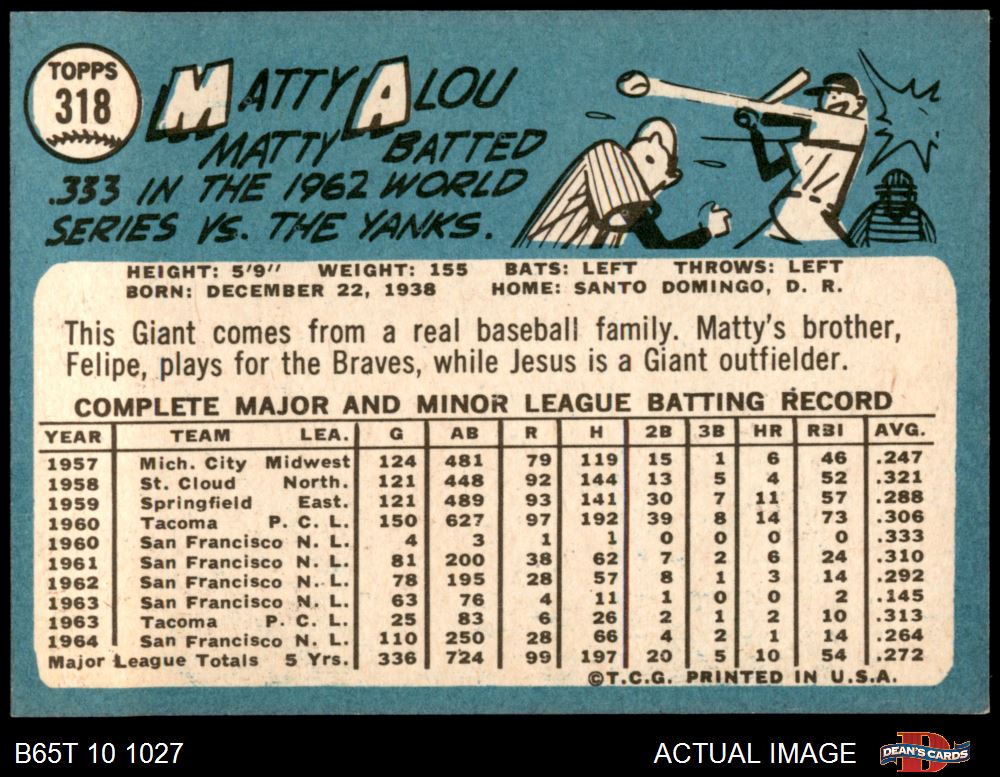 TOPPS
318
MATTY ALOU
MATTY BATTED
.333 IN THE 1962 WORLD
SERIES VS. THE YANKS.
HEIGHT: 5'9" WEIGHT: 155 BATS: LEFT THROWS: LEFT
BORN: DECEMBER 22, 1938 HOME: SANTO DOMINGO, D. R.
This Giant comes from a real baseball family. Matty's brother,
Felipe, plays for the Braves, while Jesus is a Giant outfielder.
COMPLETE MAJOR AND MINOR LEAGUE BATTING RECORD
YEAR TEAM LEA. G AB R H 2B 3B HR RBI AVG.
1957 Mich. City Midwest 124 481 79 119 15 1 6 46 .247
1958 St. Cloud North. 121 448 92 144 13 5 4 52 .321
1959 Springfield East. 121 489 93 141 30 7 11 57 .288
1960 Tacoma P. C. L. 150 627 97 192 39 8 14 73 .306
1960 San Francisco N. L. 4 3 1 1 0 0 0 0 .333
1961 San Francisco N. L. 81 200 38 62 7 2 6 24 .310
1962 San Francisco N. L. 78 195 28 57 8 1 3 14 .292
1963 San Francisco N. L. 63 76 4 11 1 0 0 2 .145
1963 Tacoma P. C. L. 25 83 6 26 2 1 2 10 .313
1964 San Francisco N. L. 110 250 28 66 4 2 1 14 .264
Major League Totals 5 Yrs. 336 724 99 197 20 5 10 54 .272
©T.C.G. PRINTED IN U.S.A.
B65T 10 1027
ACTUAL IMAGE
DEAN'S CARDS